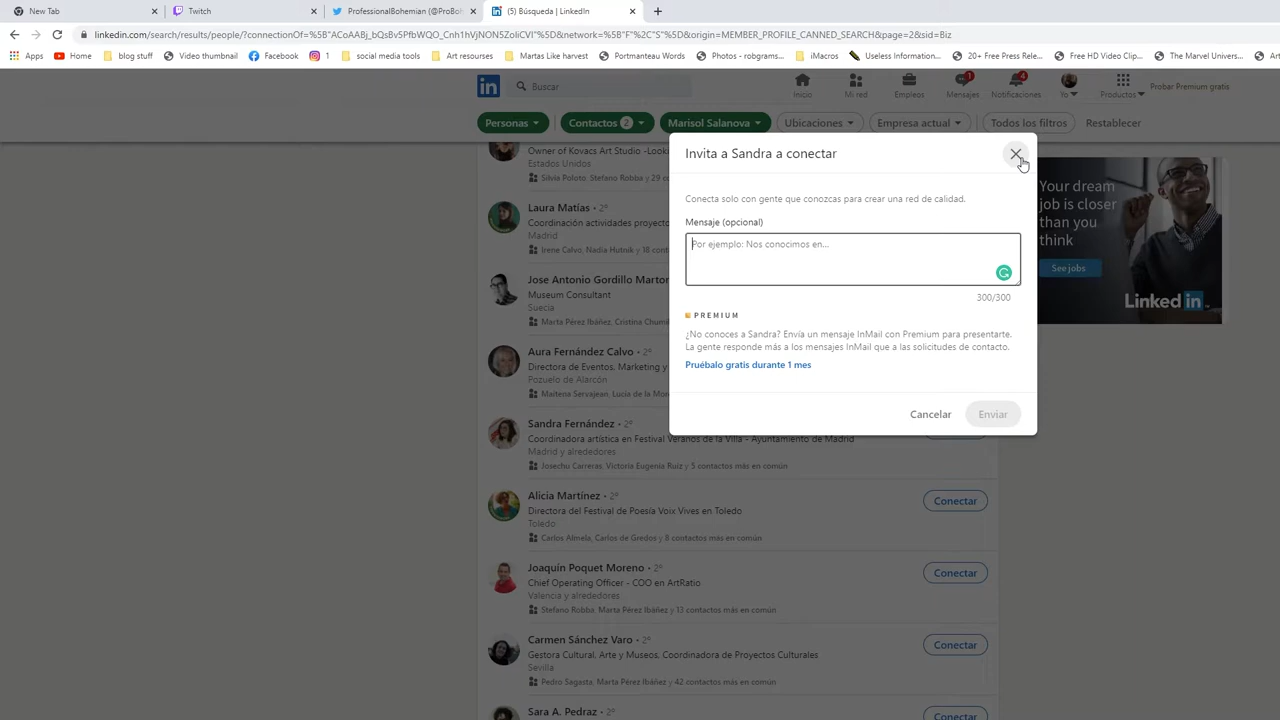 New Tab
Twitch
ProfessionalBohemian (@ProBoh
(5) Búsqueda | LinkedIn
linkedin.com/search/results/people/?connectionOf=%5B"ACoAABj_bQsBv5PfbWQO_Cnh1hVjNON5ZoliCVI"%5D&network=%5B"F"%2C"S"%5D&origin=MEMBER_PROFILE_CANNED_SEARCH&page=2&sid=Biz
Apps
blog stuff
Video thumbnail
Facebook
1
social media tools
Art resurses
Martas Like harvest
Portmanteau Words
Photos - robgrams...
iMacros
Useless Information...
20+ Free Press Rele...
Free HD Video Clip...
The Marvel Univers...
Art
in
Buscar
Inicio
Mi red
Empleos
1
Mensajes
4
Notificaciones
Yo
Productos
Probar Premium gratis
Personas
Contactos 2
Marisol Salanova
Ubicaciones
Empresa actual
Todos los filtros
Restablecer
Owner of Kovacs Art Studio -Lookin
Estados Unidos
Silvia Poloto, Stefano Robba y 29 c
Laura Matías • 2º
Coordinación actividades proyecto
Madrid
Irene Calvo, Nadia Hutnik y 18 cont
Jose Antonio Gordillo Martor
Museum Consultant
Suecia
Marta Pérez Ibáñez, Cristina Chumil
Aura Fernández Calvo • 2º
Directora de Eventos, Marketing y
Pozuelo de Alarcón
Maitena Servajean, Lucía de la Mor
Sandra Fernández • 2º
Coordinadora artística en Festival Veranos de la Villa - Ayuntamiento de Madrid
Madrid y alrededores
Josechu Carreras, Victoria Eugenia Ruiz y 5 contactos más en común
Alicia Martínez • 2º
Directora del Festival de Poesía Voix Vives en Toledo
Toledo
Carlos Almela, Carlos de Gredos y 8 contactos más en común
Conectar
Joaquín Poquet Moreno • 2º
Chief Operating Officer - COO en ArtRatio
Valencia y alrededores
Stefano Robba, Marta Pérez Ibáñez y 13 contactos más en común
Conectar
Carmen Sánchez Varo • 2º
Gestora Cultural, Arte y Museos, Coordinadora de Proyectos Culturales
Sevilla
Pedro Sagasta, Marta Pérez Ibáñez y 42 contactos más en común
Conectar
Sara A. Pedraz • 2º
Conectar
Invita a Sandra a conectar
Conecta solo con gente que conozcas para crear una red de calidad.
Mensaje (opcional)
Por ejemplo: Nos conocimos en...
300/300
PREMIUM
¿No conoces a Sandra? Envía un mensaje InMail con Premium para presentarte.
La gente responde más a los mensajes InMail que a las solicitudes de contacto.
Pruébalo gratis durante 1 mes
Cancelar
Enviar
Your dream
job is closer
than you
think
See jobs
Linked in